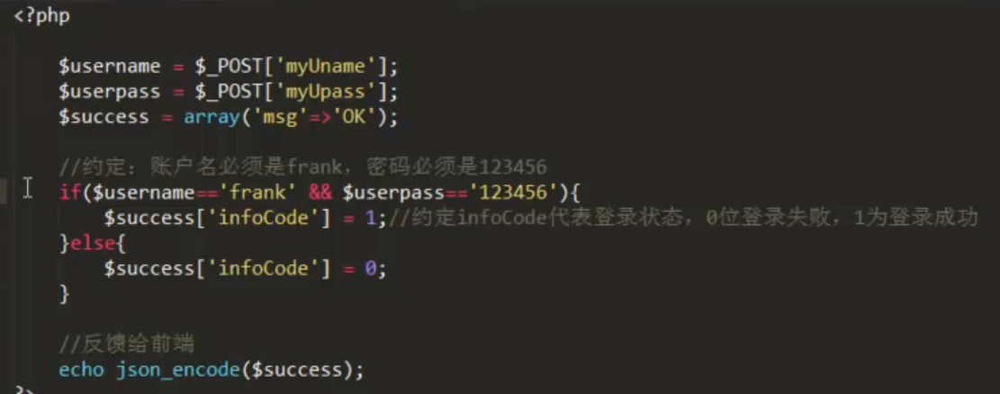 <?php
$username = $_POST['myUname'];
$userpass = $_POST['myUpass'];
$success = array('msg'=>'OK');
//约定：账户名必须是frank，密码必须是123456
if($username=='frank' && $userpass=='123456'){
$success['infoCode'] = 1;//约定infoCode代表登录状态，0位登录失败，1为登录成功
}else{
$success['infoCode'] = 0;
}
//反馈给前端
echo json_encode($success);
?>